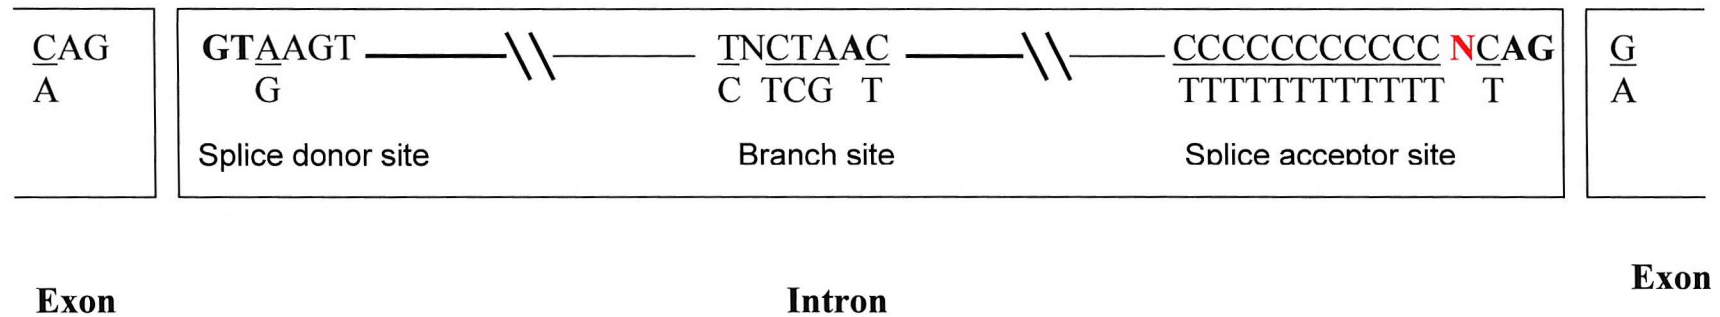 CAG GTAAGT TNCTAAC CCCCCCCCCCC NCAG G
A G C TCG T TTTTTTTTTTTT T A
Splice donor site Branch site Splice acceptor site
Exon Intron Exon